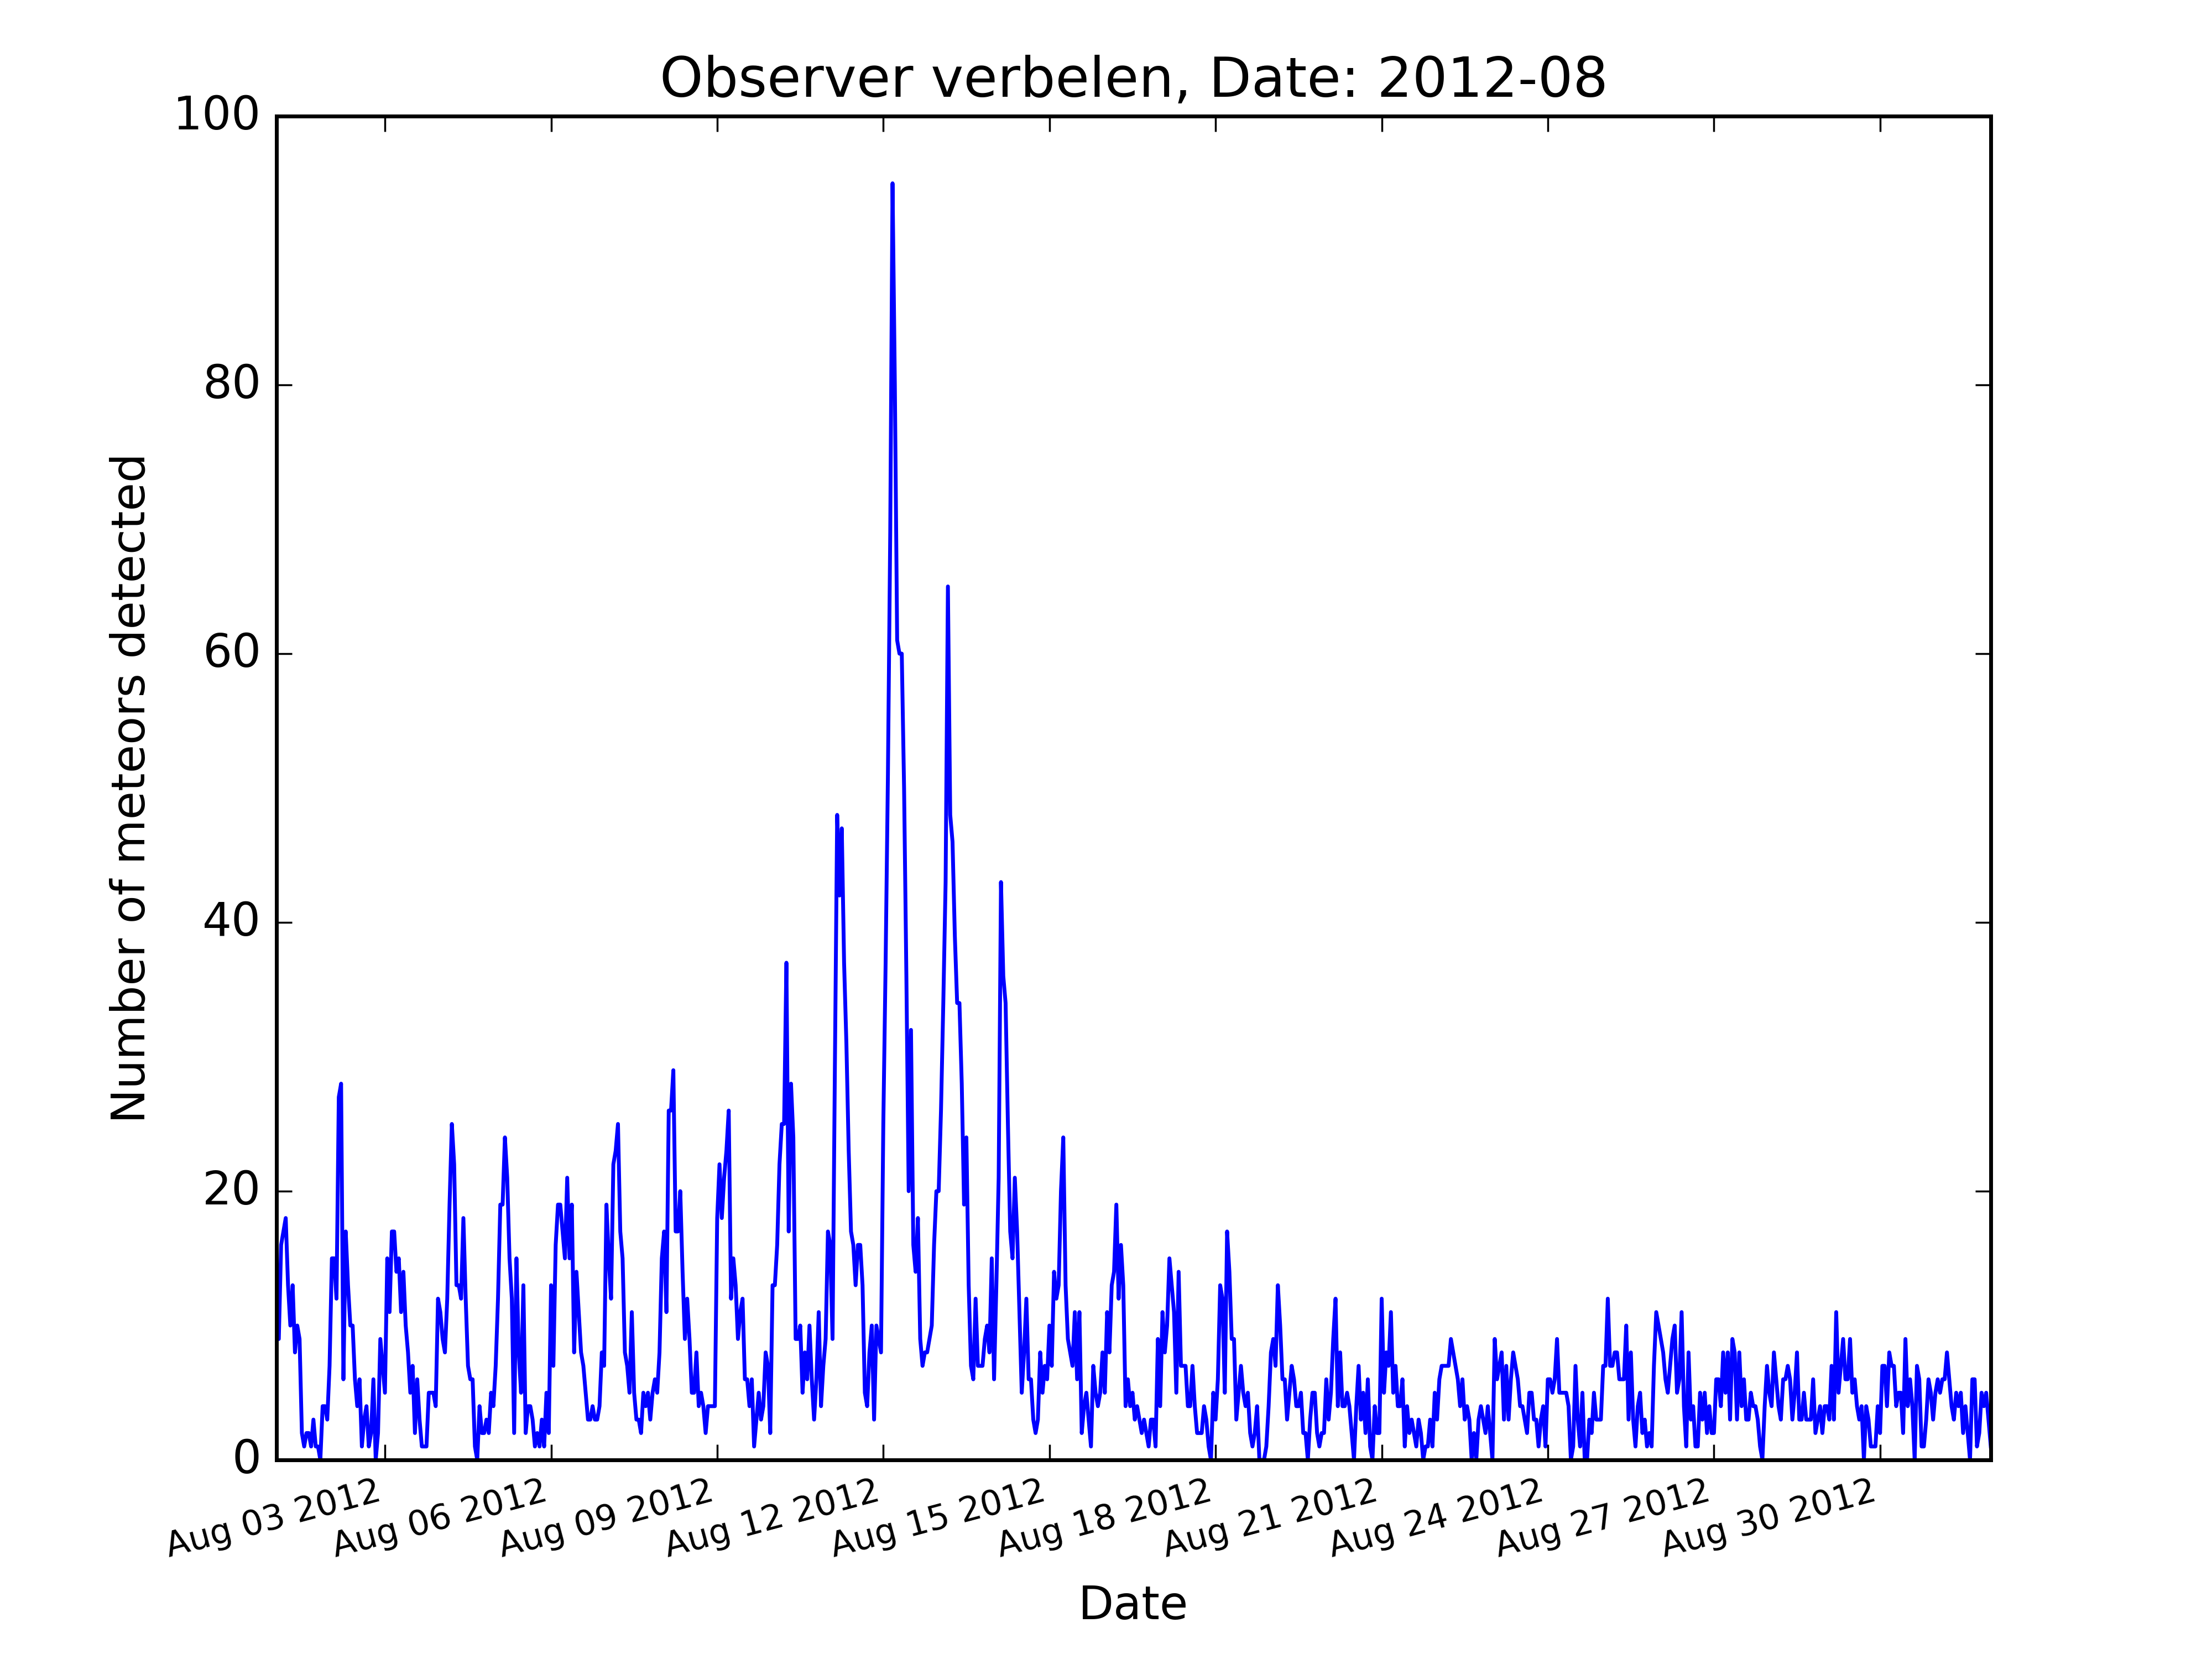 Observer verbelen, Date: 2012-08
100
80
60
40
20
0
Number of meteors detected
Aug 03 2012
Aug 06 2012
Aug 09 2012
Aug 12 2012
Aug 15 2012
Aug 18 2012
Aug 21 2012
Aug 24 2012
Aug 27 2012
Aug 30 2012
Date